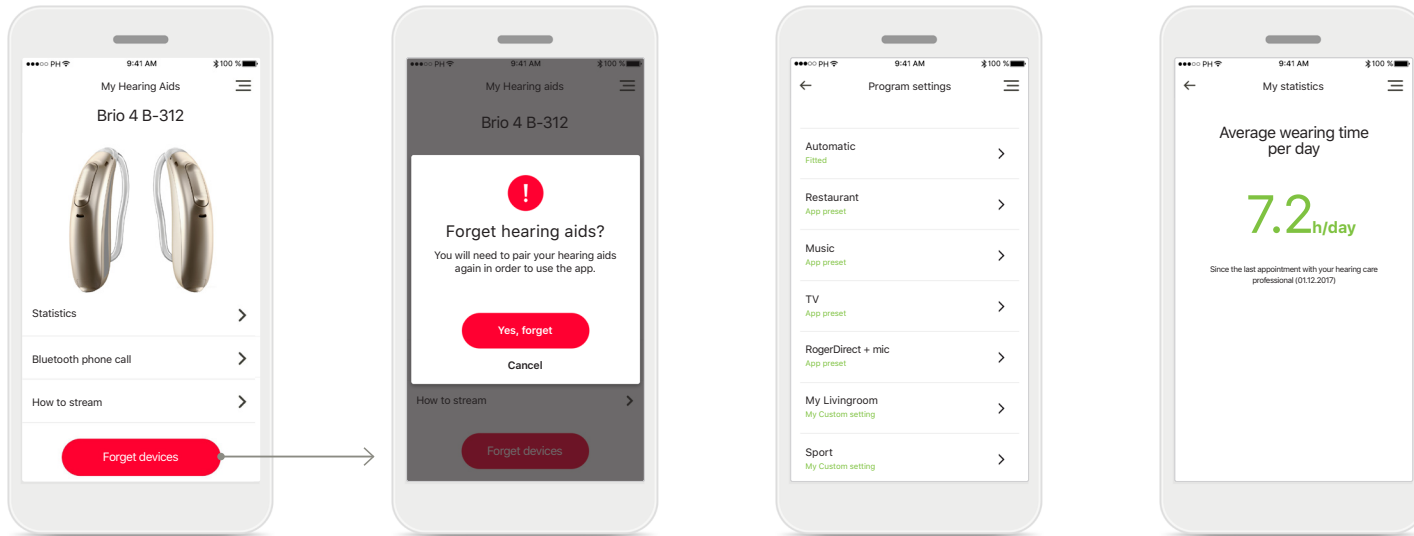 ●●●○○ PH 9:41 AM 100 %
My Hearing Aids
Brio 4 B-312
Statistics
Bluetooth phone call
How to stream
Forget devices
●●●○○ PH 9:41 AM 100 %
My Hearing aids
Brio 4 B-312
!
Forget hearing aids?
You will need to pair your hearing aids
again in order to use the app.
Yes, forget
Cancel
How to stream
Forget devices
●●●○○ PH 9:41 AM 100 %
Program settings
Automatic
Fitted
Restaurant
App preset
Music
App preset
TV
App preset
RogerDirect + mic
App preset
My Livingroom
My Custom setting
Sport
My Custom setting
●●●○○ PH 9:41 AM 100 %
My statistics
Average wearing time
per day
7.2h/day
Since the last appointment with your hearing care
professional (01.12.2017)